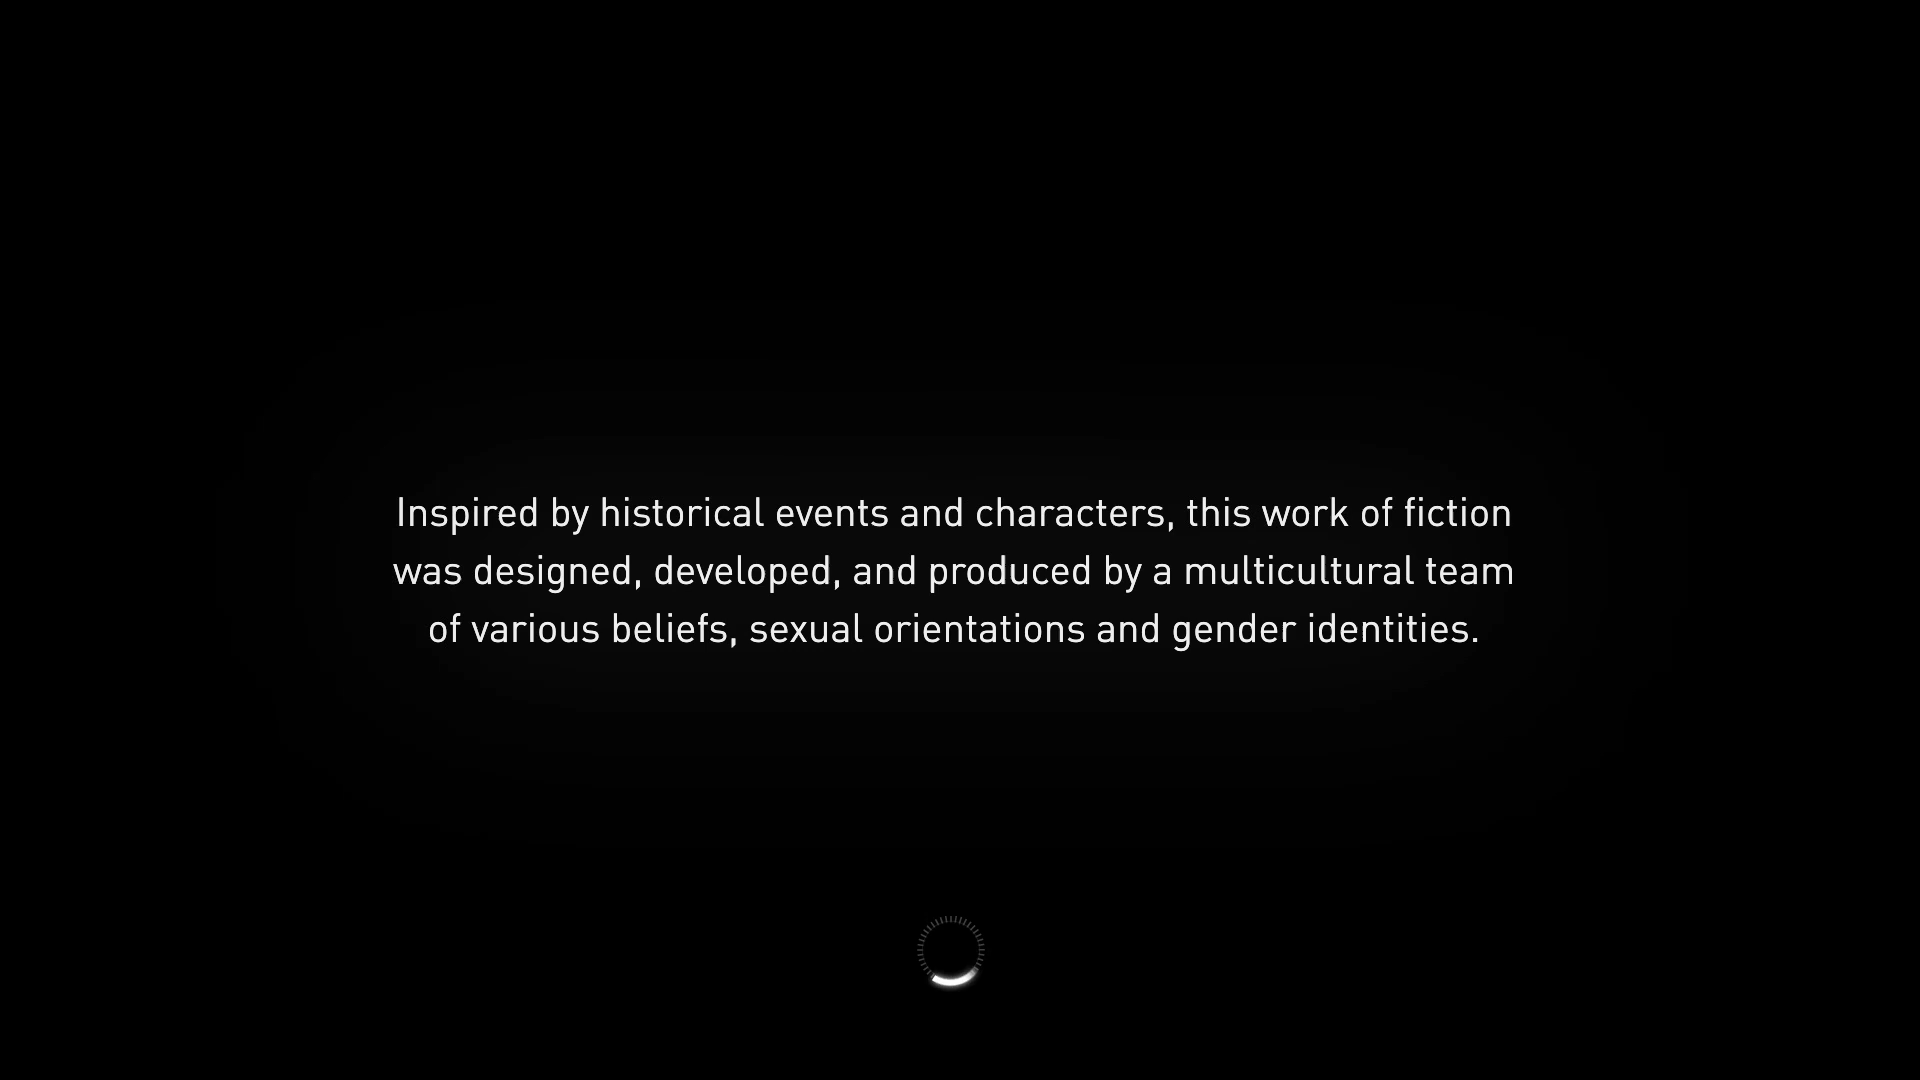 Inspired by historical events and characters, this work of fiction
was designed, developed, and produced by a multicultural team
of various beliefs, sexual orientations and gender identities.